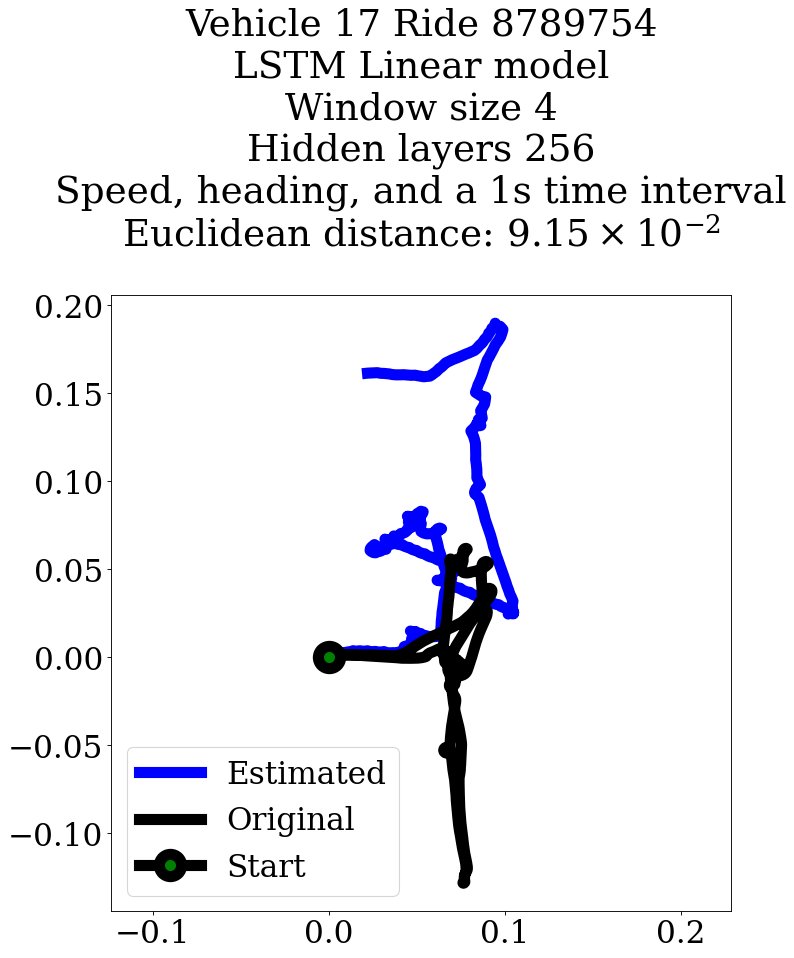 Vehicle 17 Ride 8789754
LSTM Linear model
Window size 4
Hidden layers 256
Speed, heading, and a 1s time interval
Euclidean distance: 9.15 × 10⁻²
0.20
0.15
0.10
0.05
0.00
−0.05
−0.10
Estimated
Original
Start
−0.1
0.0
0.1
0.2